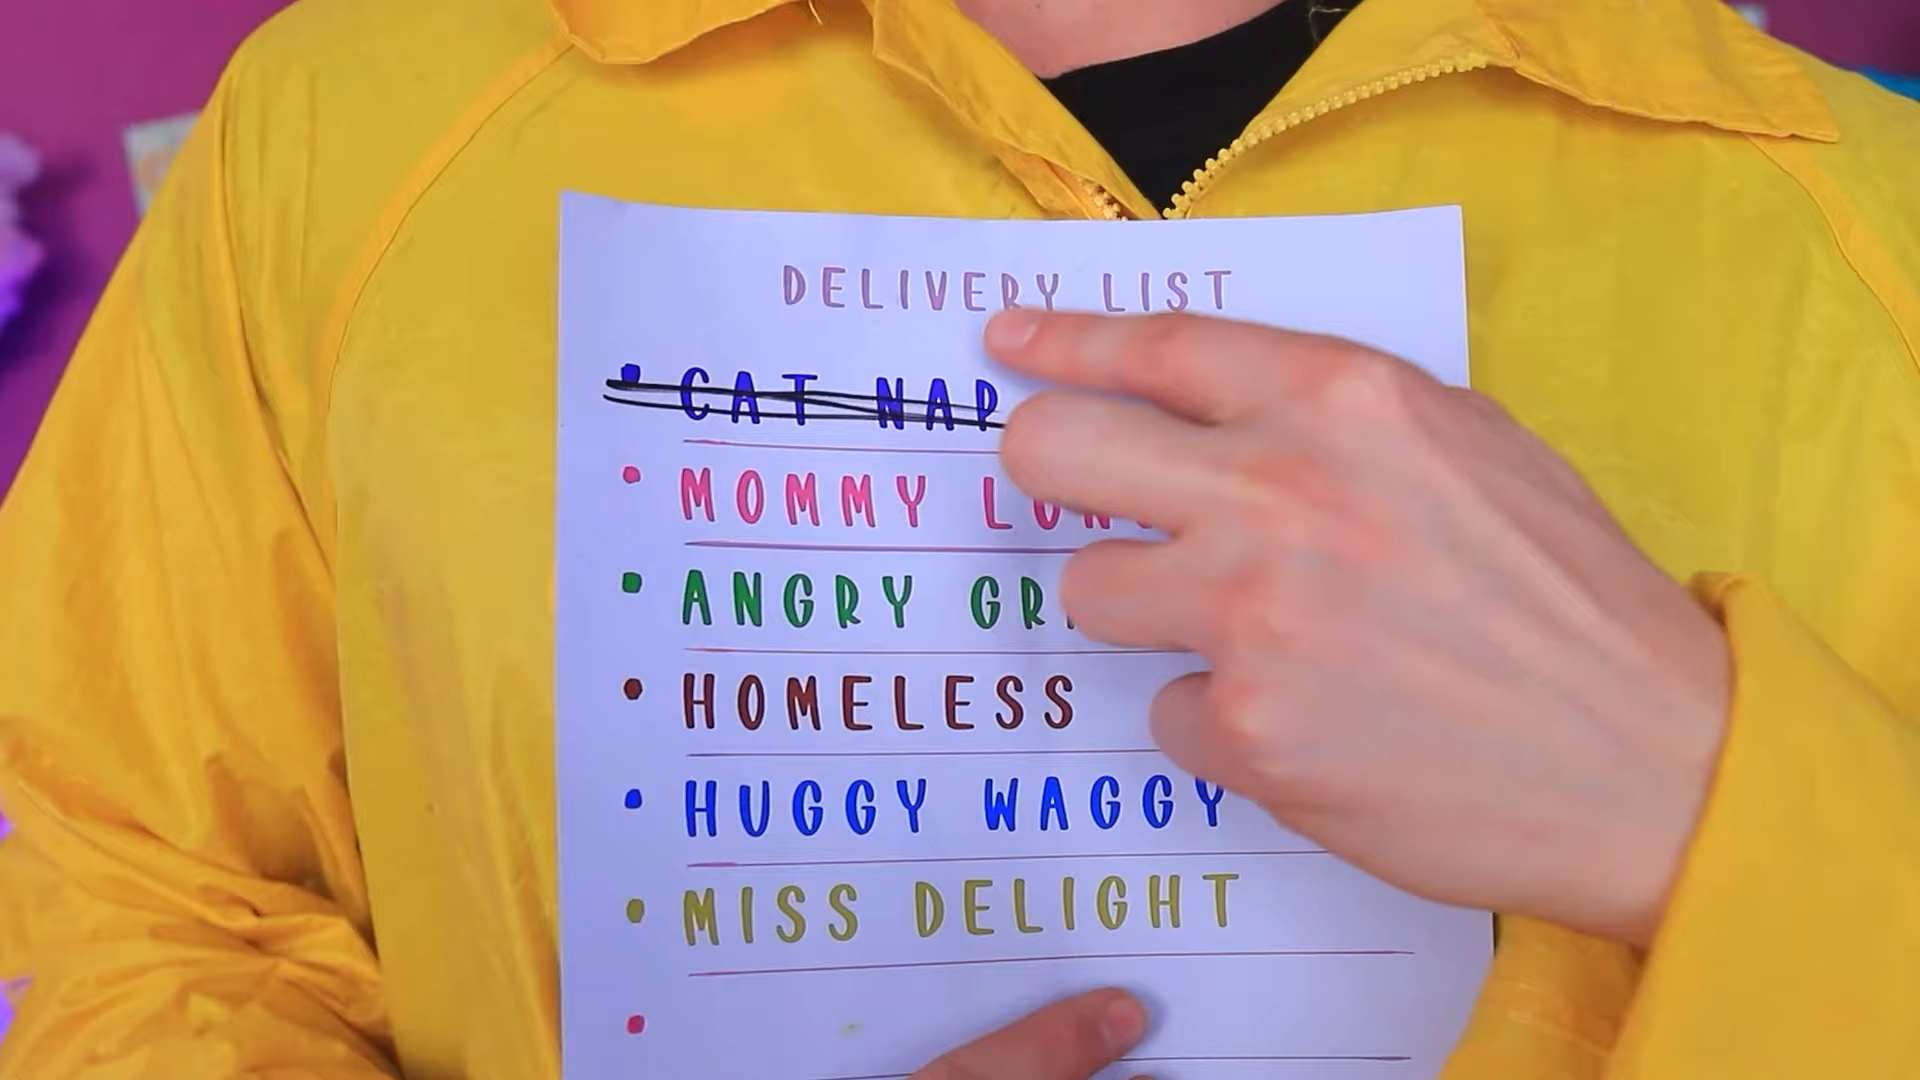 DELIVERY LIST
• CAT NAP
• MOMMY
• ANGRY
• HOMELESS
• HUGGY WAGGY
• MISS DELIGHT
•